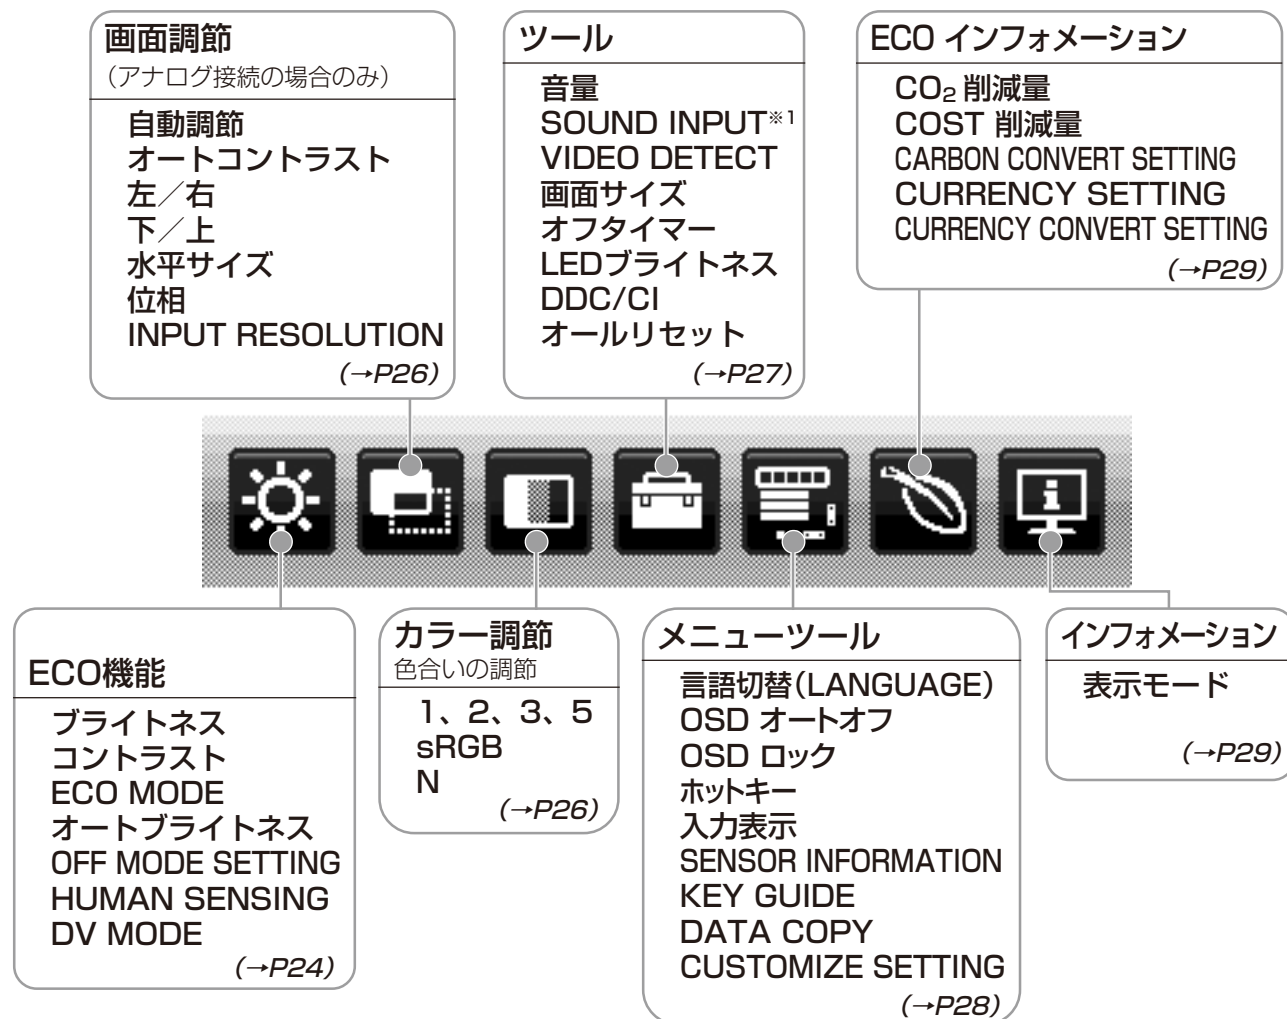 画面調節
（アナログ接続の場合のみ）
自動調節
オートコントラスト
左／右
下／上
水平サイズ
位相
INPUT RESOLUTION
(→P26)
ツール
音量
SOUND INPUT※1
VIDEO DETECT
画面サイズ
オフタイマー
LEDブライトネス
DDC/CI
オールリセット
(→P27)
ECO インフォメーション
CO₂ 削減量
COST 削減量
CARBON CONVERT SETTING
CURRENCY SETTING
CURRENCY CONVERT SETTING
(→P29)
ECO機能
ブライトネス
コントラスト
ECO MODE
オートブライトネス
OFF MODE SETTING
HUMAN SENSING
DV MODE
(→P24)
カラー調節
色合いの調節
1、2、3、5
sRGB
N
(→P26)
メニューツール
言語切替(LANGUAGE)
OSD オートオフ
OSD ロック
ホットキー
入力表示
SENSOR INFORMATION
KEY GUIDE
DATA COPY
CUSTOMIZE SETTING
(→P28)
インフォメーション
表示モード
(→P29)